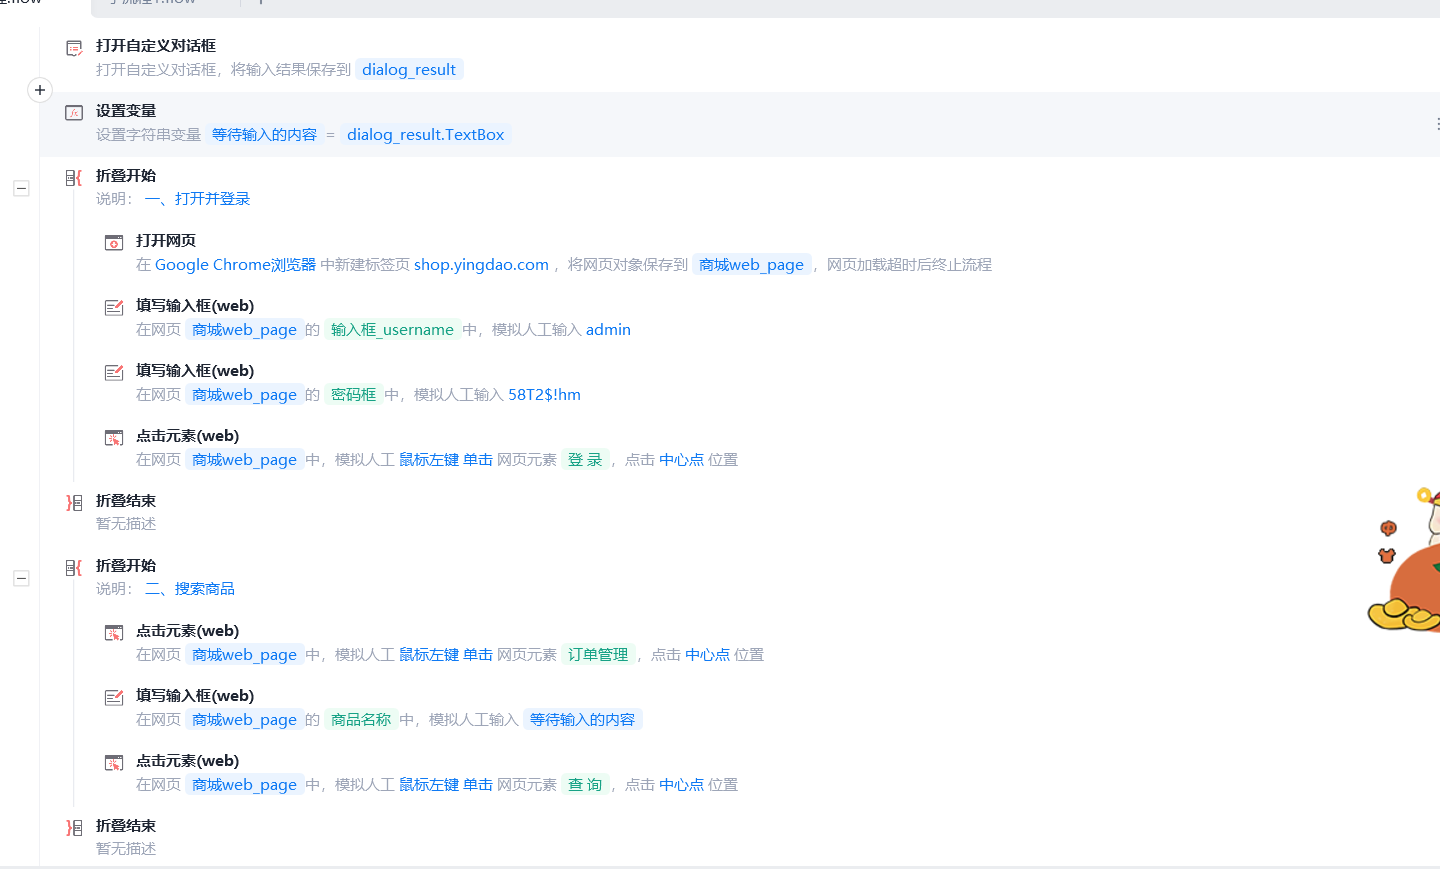 打开自定义对话框
打开自定义对话框，将输入结果保存到 dialog_result
设置变量
设置字符串变量 等待输入的内容 = dialog_result.TextBox
折叠开始
说明： 一、打开并登录
打开网页
在 Google Chrome浏览器 中新建标签页 shop.yingdao.com ，将网页对象保存到 商城web_page ，网页加载超时后终止流程
填写输入框(web)
在网页 商城web_page 的 输入框_username 中，模拟人工输入 admin
填写输入框(web)
在网页 商城web_page 的 密码框 中，模拟人工输入 58T2$!hm
点击元素(web)
在网页 商城web_page 中，模拟人工 鼠标左键 单击 网页元素 登 录 ，点击 中心点 位置
折叠结束
暂无描述
折叠开始
说明： 二、搜索商品
点击元素(web)
在网页 商城web_page 中，模拟人工 鼠标左键 单击 网页元素 订单管理 ，点击 中心点 位置
填写输入框(web)
在网页 商城web_page 的 商品名称 中，模拟人工输入 等待输入的内容
点击元素(web)
在网页 商城web_page 中，模拟人工 鼠标左键 单击 网页元素 查 询 ，点击 中心点 位置
折叠结束
暂无描述